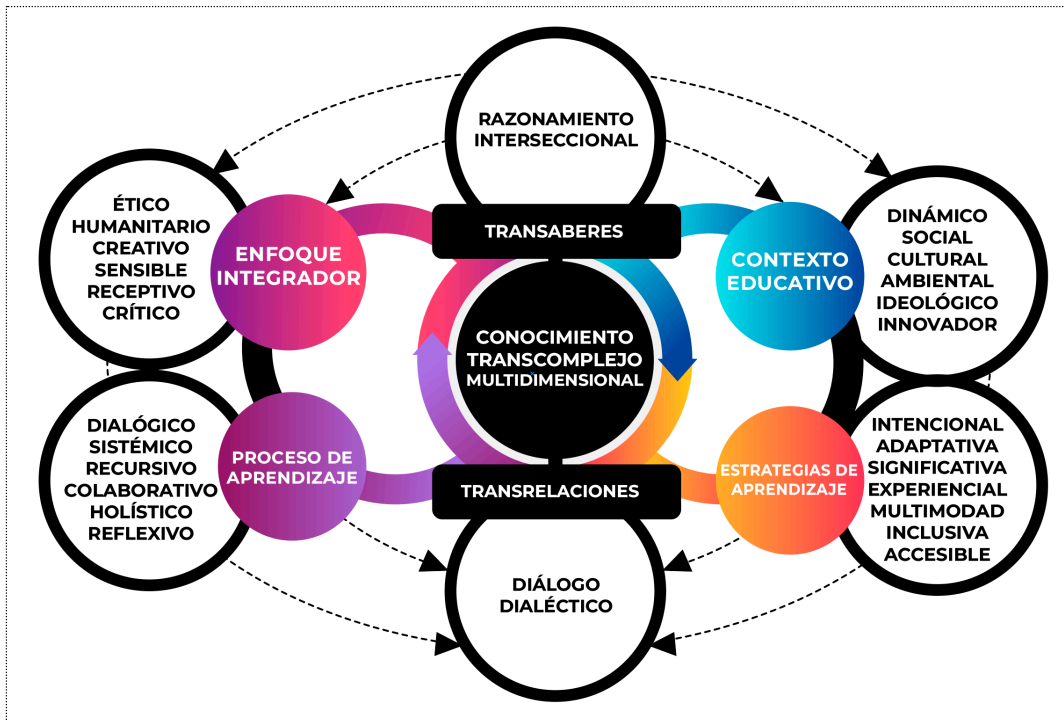 RAZONAMIENTO
INTERSECCIONAL
TRANSABERES
ÉTICO
HUMANITARIO
CREATIVO
SENSIBLE
RECEPTIVO
CRÍTICO
ENFOQUE
INTEGRADOR
CONTEXTO
EDUCATIVO
DINÁMICO
SOCIAL
CULTURAL
AMBIENTAL
IDEOLÓGICO
INNOVADOR
CONOCIMIENTO
TRANSCOMPLEJO
MULTIDIMENSIONAL
DIALÓGICO
SISTÉMICO
RECURSIVO
COLABORATIVO
HOLÍSTICO
REFLEXIVO
PROCESO DE
APRENDIZAJE
ESTRATEGIAS DE
APRENDIZAJE
INTENCIONAL
ADAPTATIVA
SIGNIFICATIVA
EXPERIENCIAL
MULTIMODAD
INCLUSIVA
ACCESIBLE
TRANSRELACIONES
DIÁLOGO
DIALÉCTICO